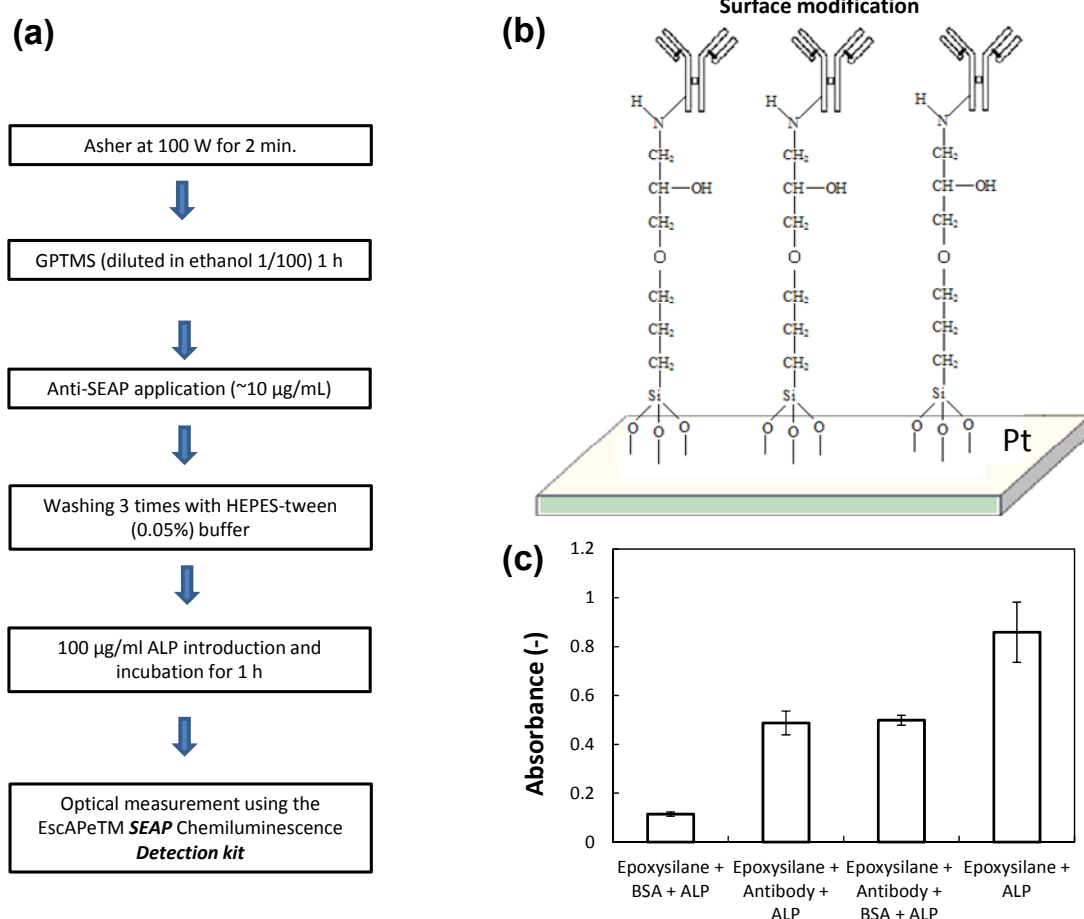 (a)
Asher at 100 W for 2 min.
GPTMS (diluted in ethanol 1/100) 1 h
Anti-SEAP application (~10 µg/mL)
Washing 3 times with HEPES-tween
(0.05%) buffer
100 µg/ml ALP introduction and
incubation for 1 h
Optical measurement using the
EscAPeTM SEAP Chemiluminescence
Detection kit
(b)
Surface modification
H H H
N N N
CH₂ CH₂ CH₂
CH—OH CH—OH CH—OH
CH₂ CH₂ CH₂
O O O
CH₂ CH₂ CH₂
CH₂ CH₂ CH₂
CH₂ CH₂ CH₂
Si Si Si
O O O O O O O O O
Pt
(c)
Absorbance (-)
1.2
1
0.8
0.6
0.4
0.2
0
Epoxysilane +
BSA + ALP
Epoxysilane +
Antibody +
ALP
Epoxysilane +
Antibody +
BSA + ALP
Epoxysilane +
ALP